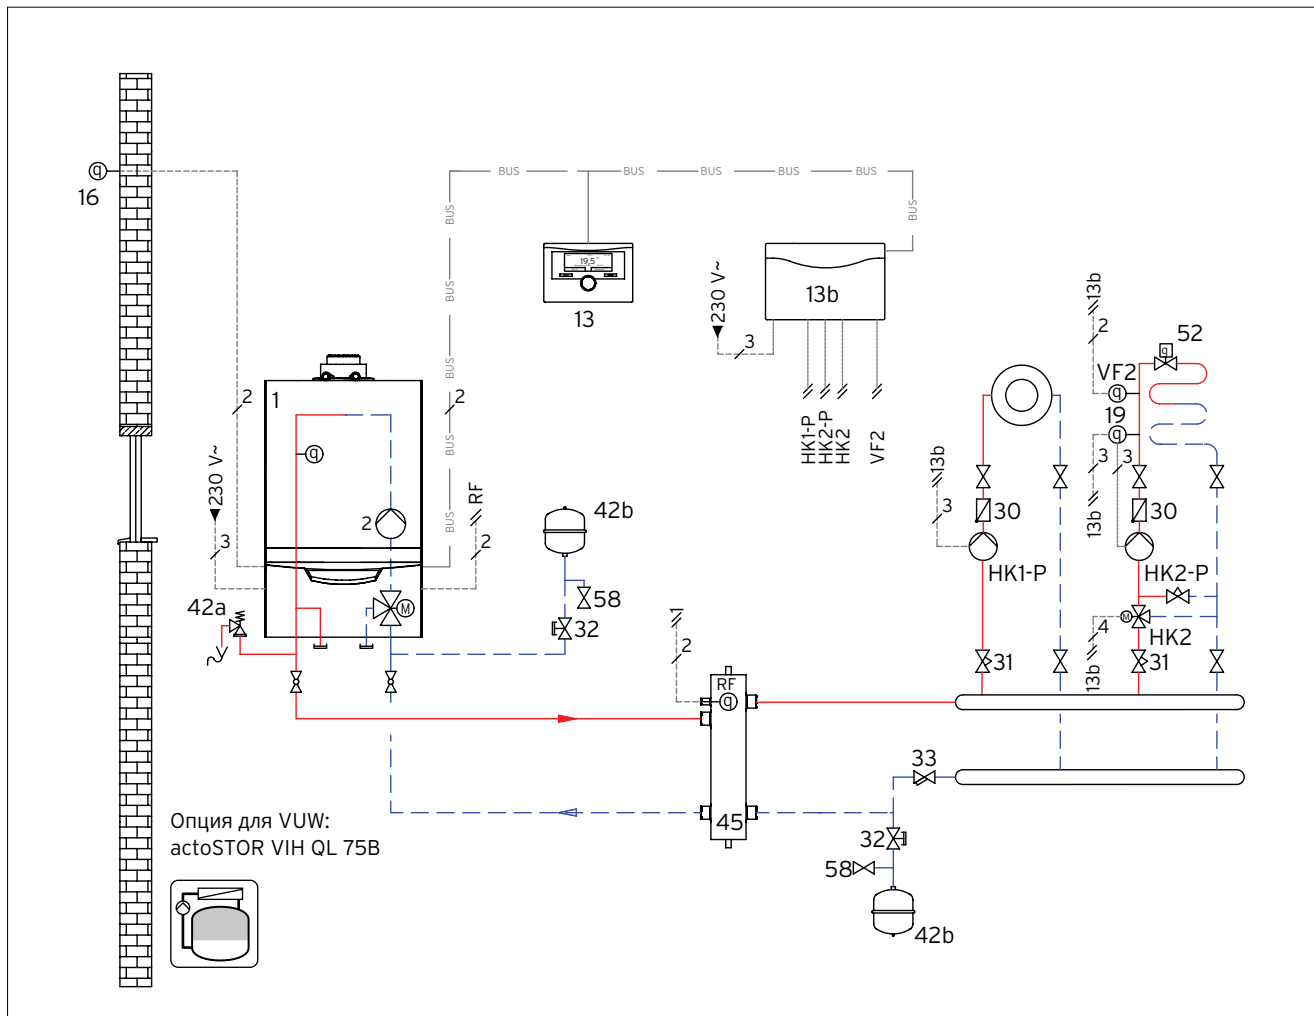 BUS BUS BUS BUS BUS
16
BUS
BUS
BUS
BUS
BUS
19,5
13
13b
230 V~
3
HK1-P
HK2-P
HK2
VF2
13b
2
52
VF2
19
3
3
13b
q
1
2
2
q
230 V~
3
2
RF
2
42a
M
42b
58
32
13b
3
30
30
HK1-P
HK2-P
M
4
13b
HK2
31
31
1
2
RF
q
45
33
32
58
42b
Опция для VUW:
actoSTOR VIH QL 75B